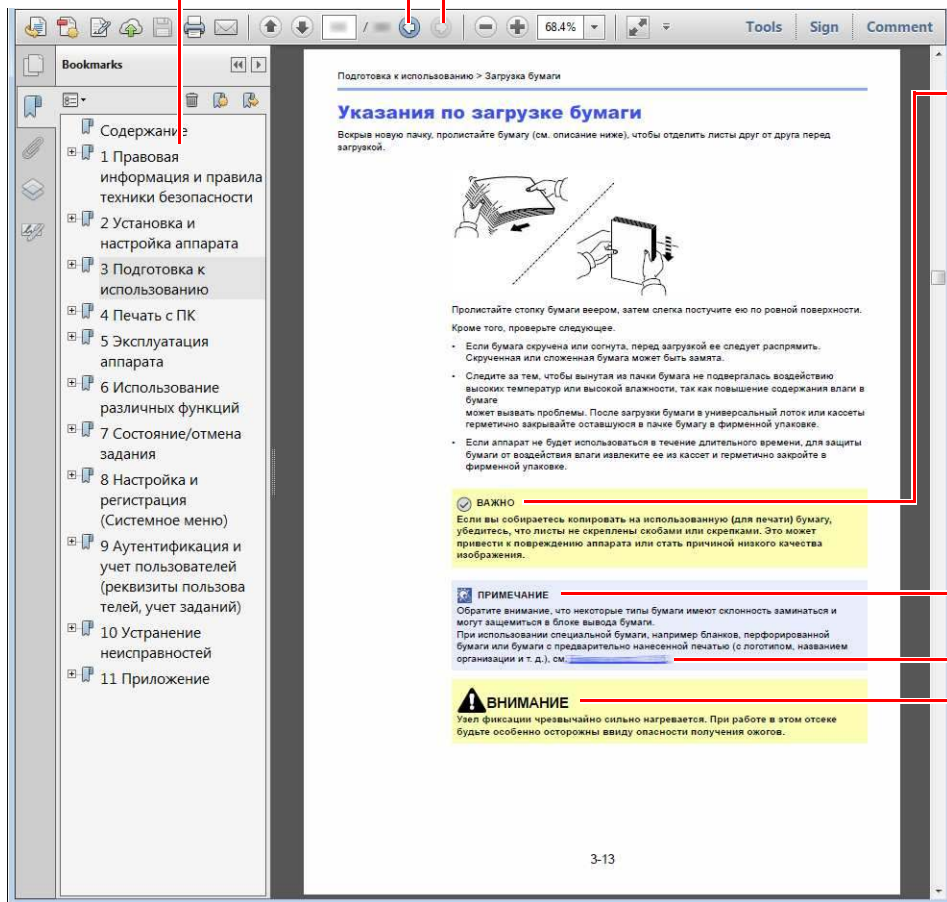 68.4%
Tools Sign Comment
Bookmarks
Содержание
1 Правовая
информация и правила
техники безопасности
2 Установка и
настройка аппарата
3 Подготовка к
использованию
4 Печать с ПК
5 Эксплуатация
аппарата
6 Использование
различных функций
7 Состояние/отмена
задания
8 Настройка и
регистрация
(Системное меню)
9 Аутентификация и
учет пользователей
(реквизиты пользова
телей, учет заданий)
10 Устранение
неисправностей
11 Приложение
Подготовка к использованию > Загрузка бумаги
Указания по загрузке бумаги
Вскрыв новую пачку, пролистайте бумагу (см. описание ниже), чтобы отделить листы друг от друга перед
загрузкой.
Пролистайте стопку бумаги веером, затем слегка постучите ею по ровной поверхности.
Кроме того, проверьте следующее.
• Если бумага скручена или согнута, перед загрузкой ее следует распрямить.
Скрученная или сложенная бумага может быть замята.
• Следите за тем, чтобы вынутая из пачки бумага не подвергалась воздействию
высоких температур или высокой влажности, так как повышение содержания влаги в
бумаге
может вызвать проблемы. После загрузки бумаги в универсальный лоток или кассеты
герметично закрывайте оставшуюся в пачке бумагу в фирменной упаковке.
• Если аппарат не будет использоваться в течение длительного времени, для защиты
бумаги от воздействия влаги извлеките ее из кассет и герметично закройте в
фирменной упаковке.
ВАЖНО
Если вы собираетесь копировать на использованную (для печати) бумагу,
убедитесь, что листы не скреплены скобами или скрепками. Это может
привести к повреждению аппарата или стать причиной низкого качества
изображения.
ПРИМЕЧАНИЕ
Обратите внимание, что некоторые типы бумаги имеют склонность заминаться и
могут защемиться в блоке вывода бумаги.
При использовании специальной бумаги, например бланков, перфорированной
бумаги или бумаги с предварительно нанесенной печатью (с логотипом, названием
организации и т. д.), см.
ВНИМАНИЕ
Узел фиксации чрезвычайно сильно нагревается. При работе в этом отсеке
будьте особенно осторожны ввиду опасности получения ожогов.
3-13